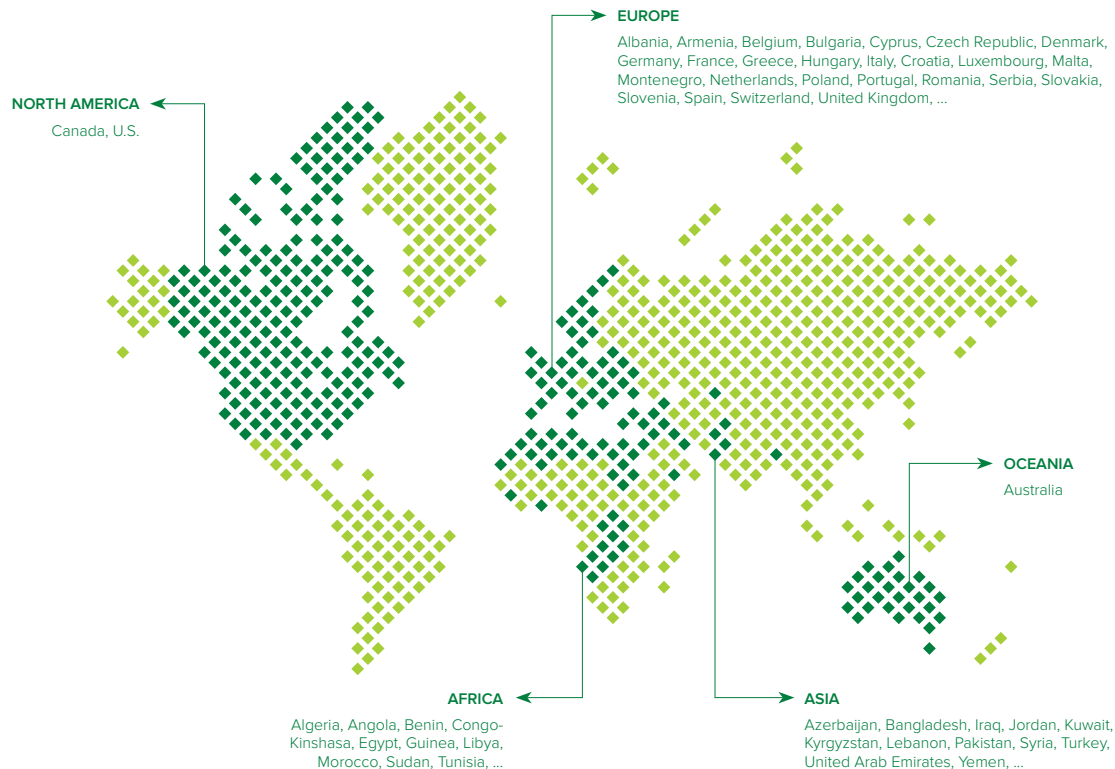 EUROPE
Albania, Armenia, Belgium, Bulgaria, Cyprus, Czech Republic, Denmark,
Germany, France, Greece, Hungary, Italy, Croatia, Luxembourg, Malta,
Montenegro, Netherlands, Poland, Portugal, Romania, Serbia, Slovakia,
Slovenia, Spain, Switzerland, United Kingdom, ...
NORTH AMERICA
Canada, U.S.
OCEANIA
Australia
AFRICA
Algeria, Angola, Benin, Congo-
Kinshasa, Egypt, Guinea, Libya,
Morocco, Sudan, Tunisia, ...
ASIA
Azerbaijan, Bangladesh, Iraq, Jordan, Kuwait,
Kyrgyzstan, Lebanon, Pakistan, Syria, Turkey,
United Arab Emirates, Yemen, ...